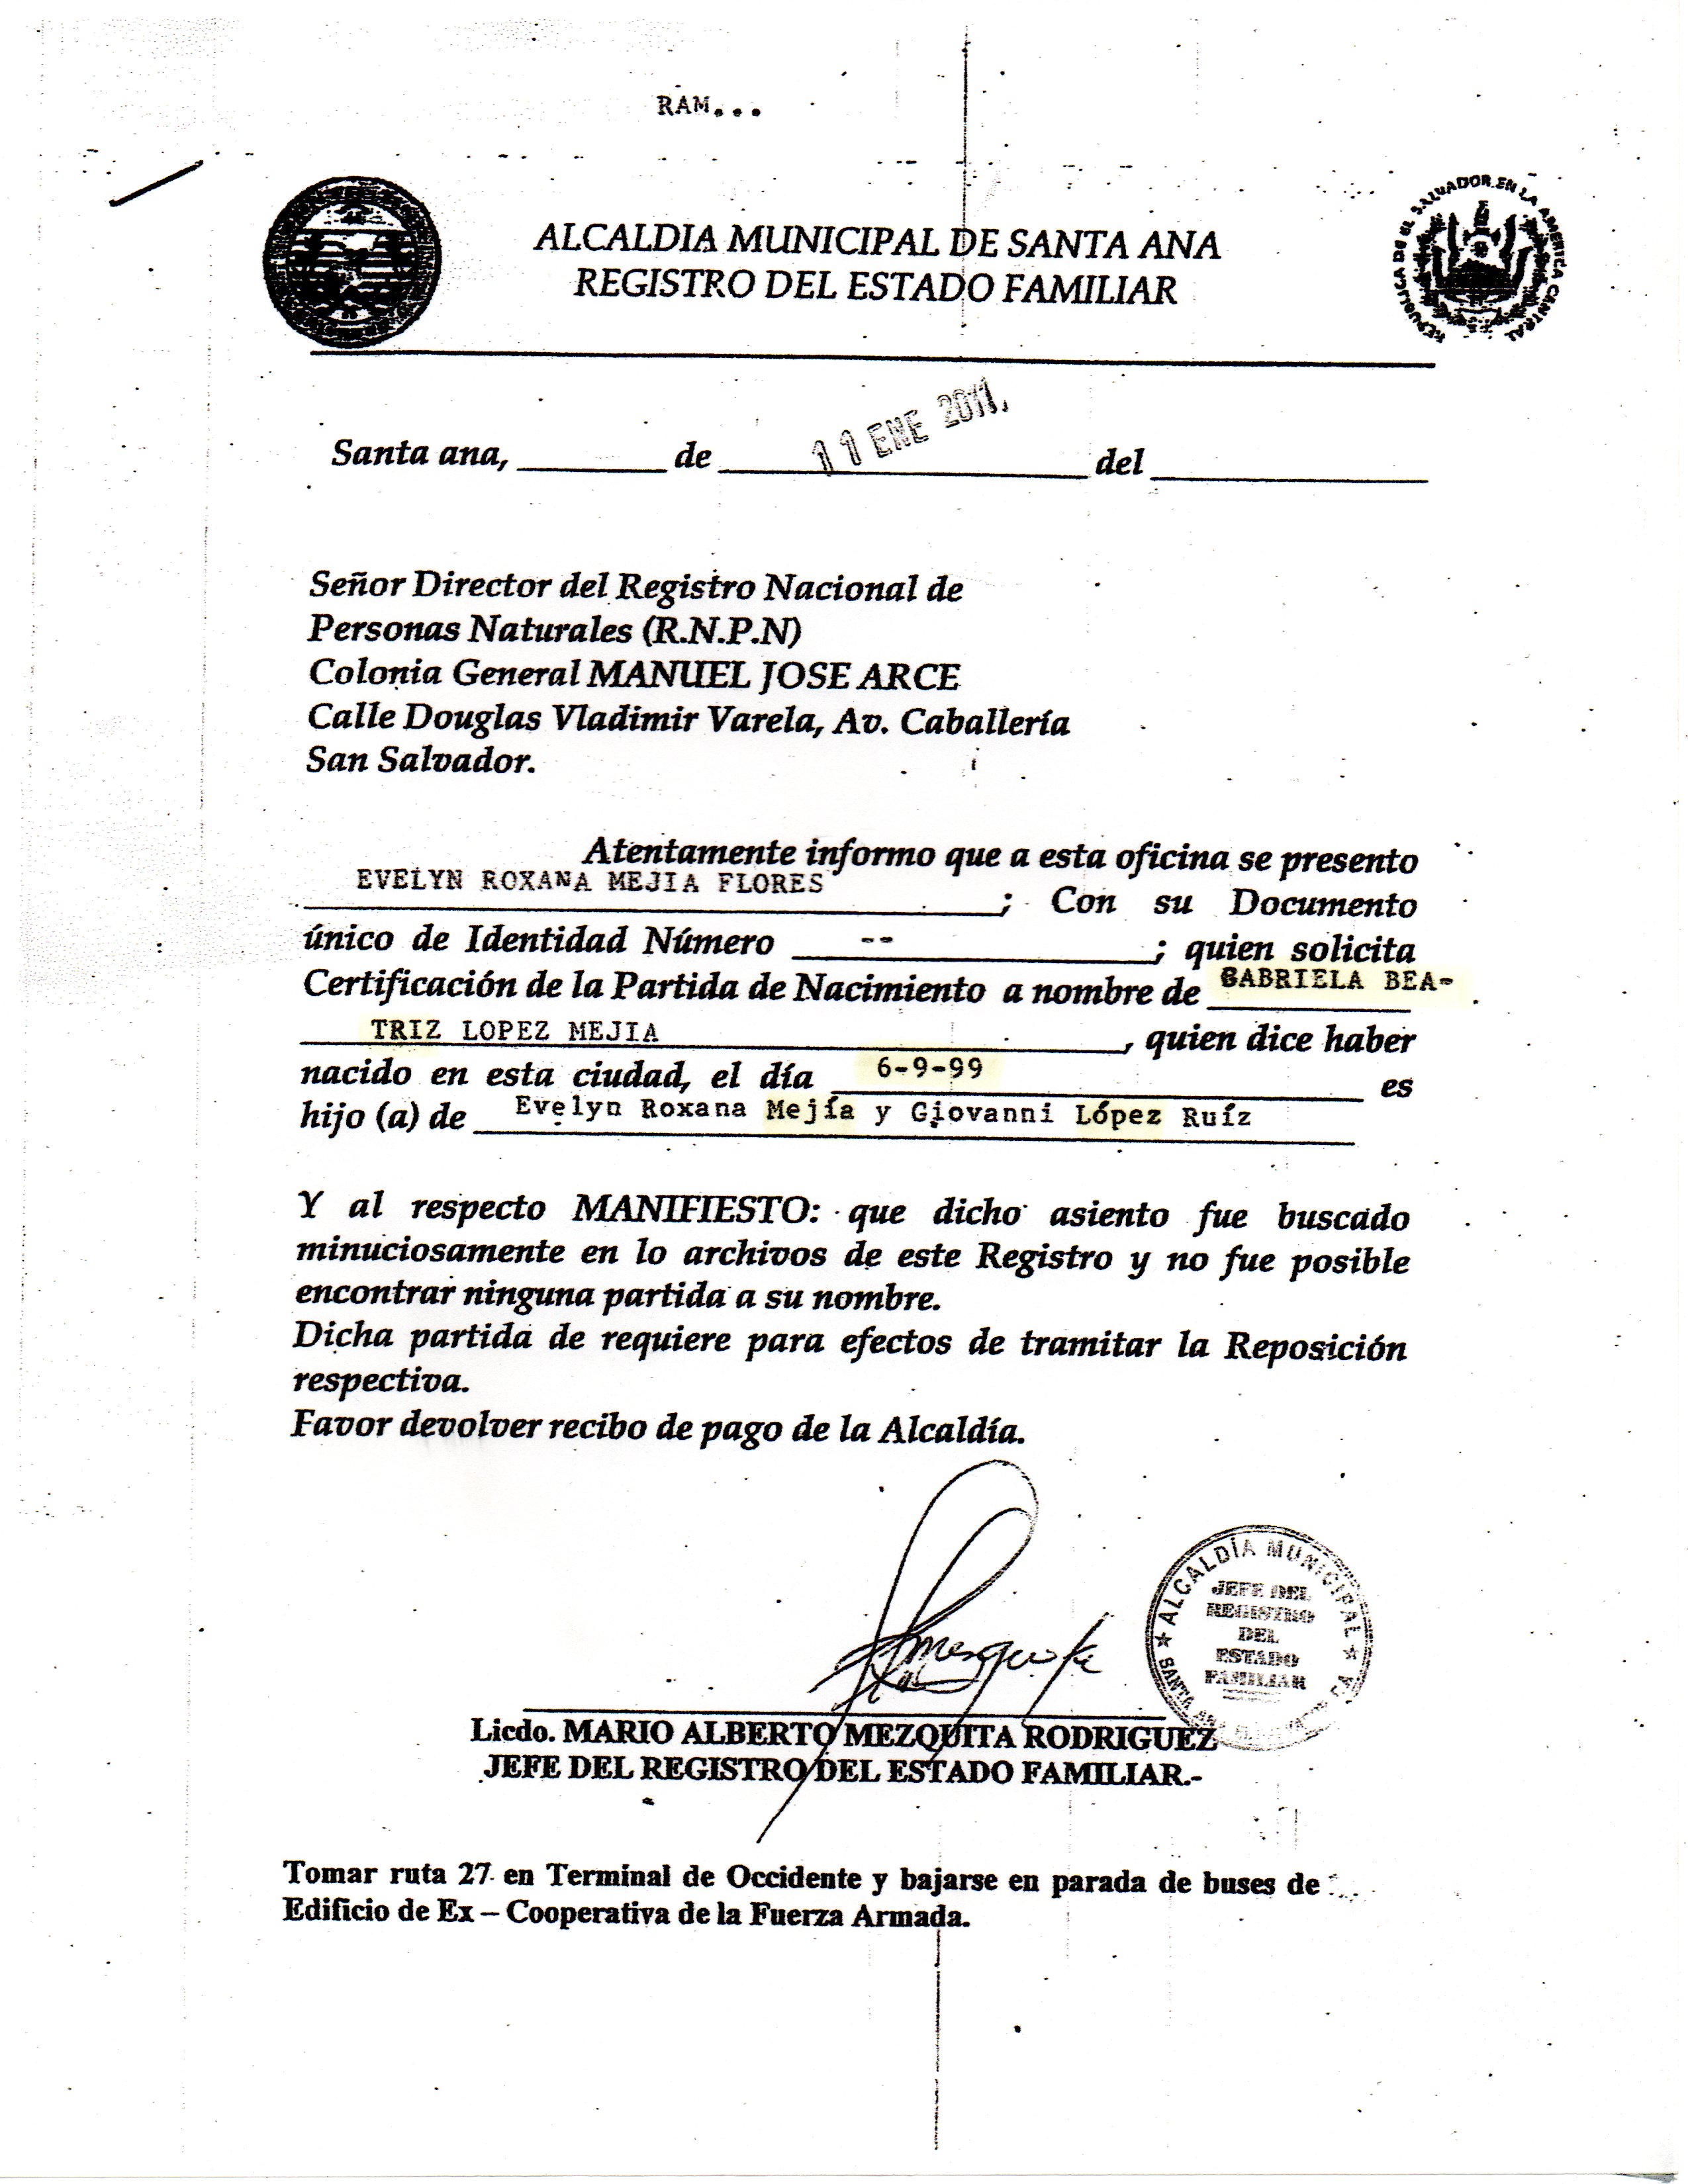 RAM...
ALCALDIA MUNICIPAL DE SANTA ANA
REGISTRO DEL ESTADO FAMILIAR
REPUBLICA DE EL SALVADOR EN LA AMERICA CENTRAL
11 ENE 2011.
Santa ana, ________ de ____________________ del ______________
Señor Director del Registro Nacional de
Personas Naturales (R.N.P.N)
Colonia General MANUEL JOSE ARCE
Calle Douglas Vladimir Varela, Av. Caballería
San Salvador.
Atentamente informo que a esta oficina se presento
EVELYN ROXANA MEJIA FLORES ; Con su Documento
único de Identidad Número -- ; quien solicita
Certificación de la Partida de Nacimiento a nombre de GABRIELA BEA-
TRIZ LOPEZ MEJIA , quien dice haber
nacido en esta ciudad, el día 6-9-99 es
hijo (a) de Evelyn Roxana Mejía y Giovanni López Ruíz
Y al respecto MANIFIESTO: que dicho asiento fue buscado
minuciosamente en lo archivos de este Registro y no fue posible
encontrar ninguna partida a su nombre.
Dicha partida de requiere para efectos de tramitar la Reposición
respectiva.
Favor devolver recibo de pago de la Alcaldía.
ALCALDÍA MUNICIPAL
JEFE DEL
REGISTRO
DEL
ESTADO
FAMILIAR
SANTA
Licdo. MARIO ALBERTO MEZQUITA RODRIGUEZ
JEFE DEL REGISTRO DEL ESTADO FAMILIAR.-
Tomar ruta 27 en Terminal de Occidente y bajarse en parada de buses de
Edificio de Ex – Cooperativa de la Fuerza Armada.